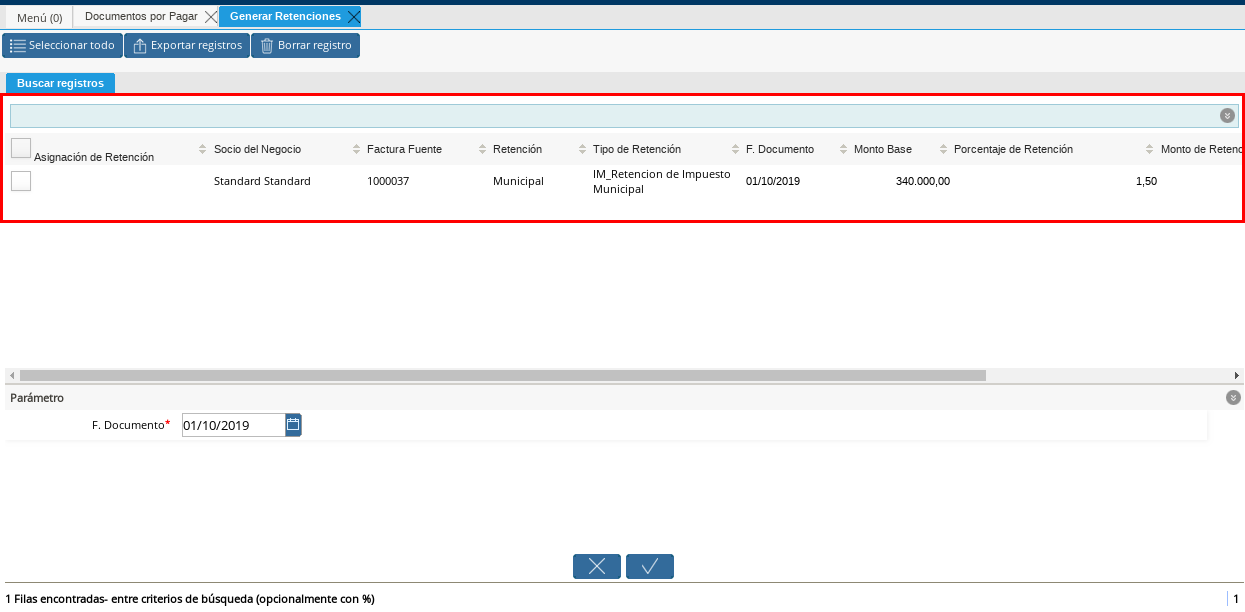 Menú (0) Documentos por Pagar Generar Retenciones
Seleccionar todo Exportar registros Borrar registro
Buscar registros
Asignación de Retención Socio del Negocio Factura Fuente Retención Tipo de Retención F. Documento Monto Base Porcentaje de Retención Monto de Retenc
Standard Standard 1000037 Municipal IM_Retencion de Impuesto Municipal 01/10/2019 340.000,00 1,50
Parámetro
F. Documento* 01/10/2019
1 Filas encontradas- entre criterios de búsqueda (opcionalmente con %) 1